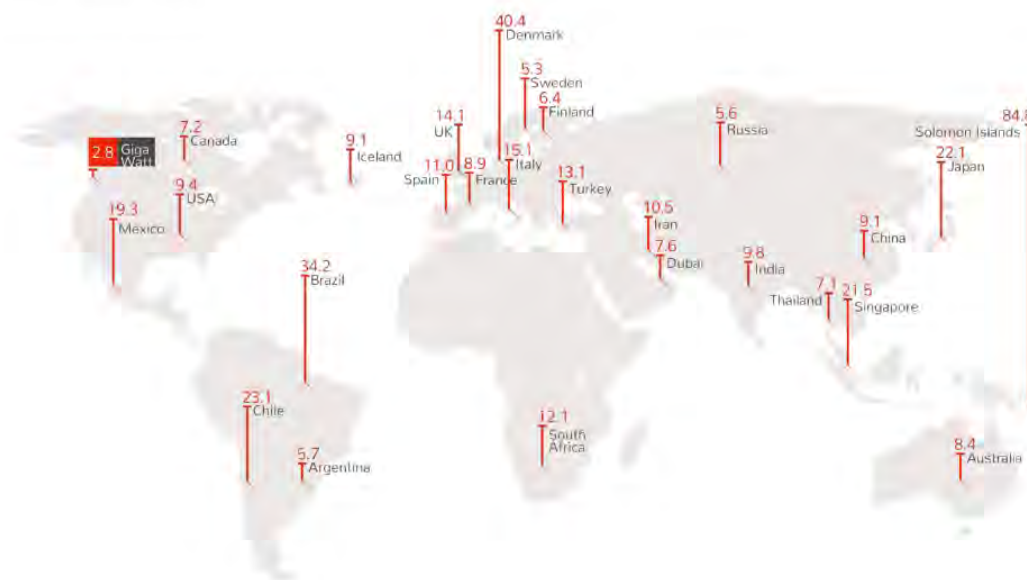 40.4
Denmark
5.3
Sweden
6.4
Finland
14.1
UK
7.2
Canada
2.8 Giga
Watt
9.1
Iceland
5.6
Russia
84.8
Solomon Islands
22.1
Japan
15.1
Italy
11.0
Spain
8.9
France
13.1
Turkey
9.4
USA
19.3
Mexico
10.5
Iran
7.6
Dubai
9.8
India
9.1
China
7.1
Thailand
21.5
Singapore
34.2
Brazil
23.1
Chile
5.7
Argentina
12.1
South
Africa
8.4
Australia